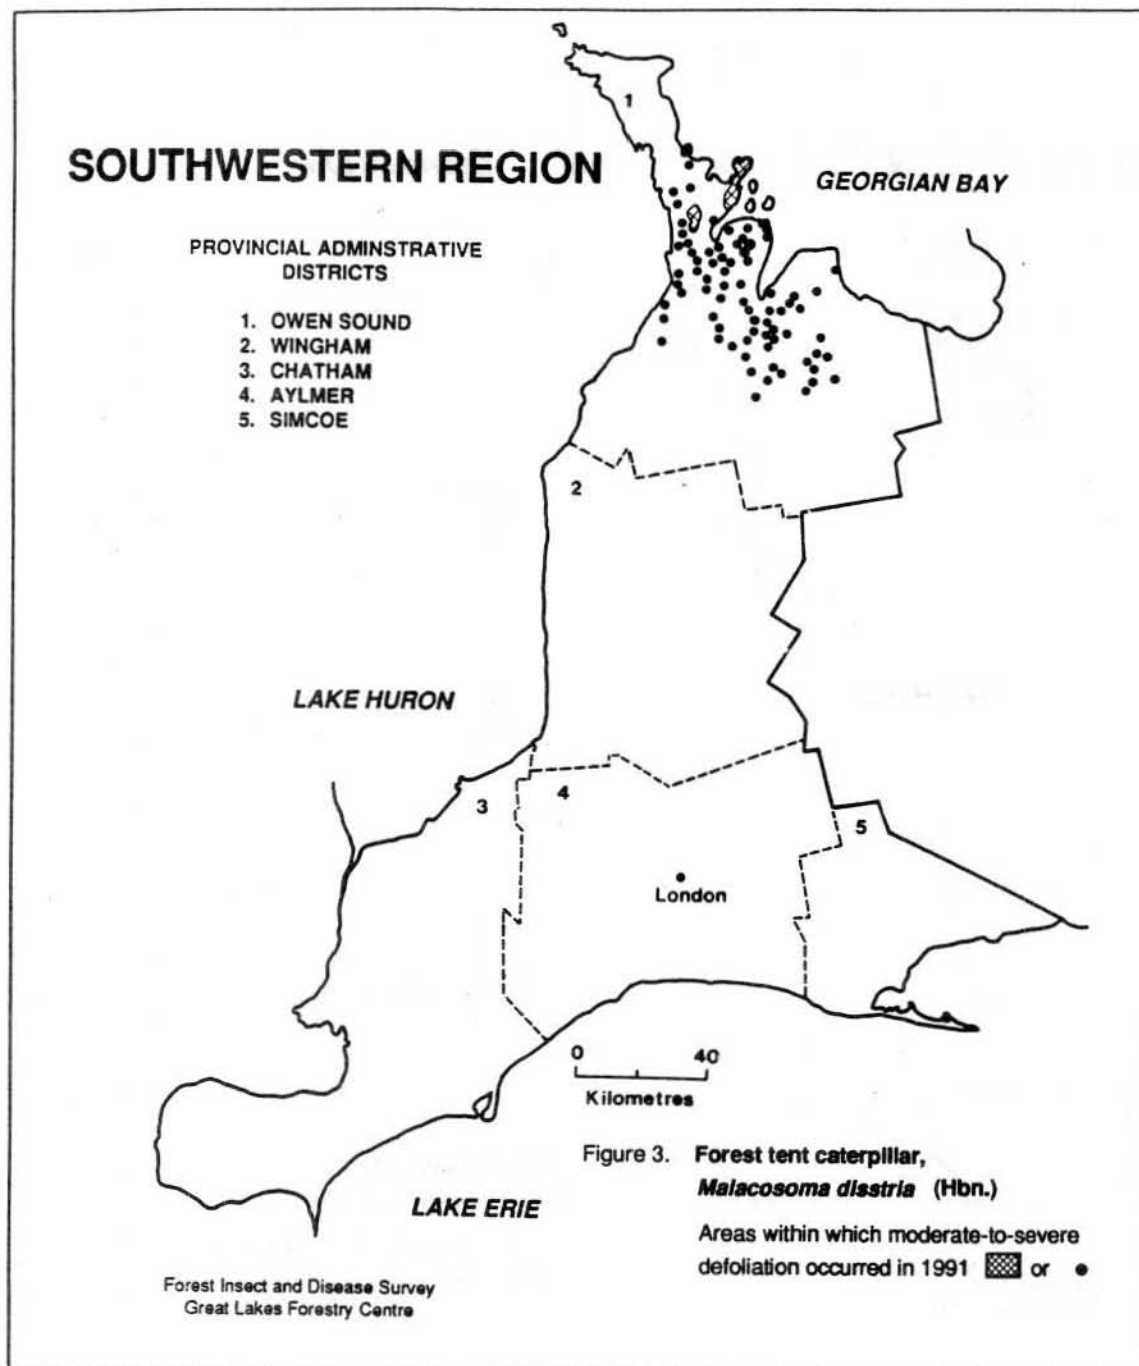 1
SOUTHWESTERN REGION
GEORGIAN BAY
PROVINCIAL ADMINSTRATIVE
DISTRICTS
1. OWEN SOUND
2. WINGHAM
3. CHATHAM
4. AYLMER
5. SIMCOE
2
LAKE HURON
3
4
5
London
0 40
Kilometres
Figure 3. Forest tent caterpillar,
Malacosoma disstria (Hbn.)
LAKE ERIE
Areas within which moderate-to-severe
defoliation occurred in 1991 or
Forest Insect and Disease Survey
Great Lakes Forestry Centre